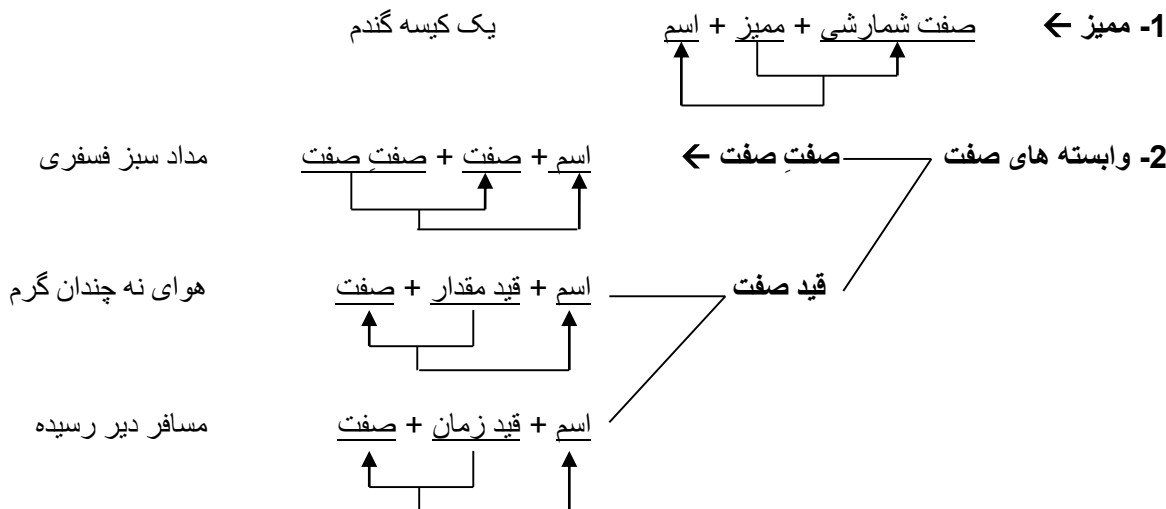 1- ممیز ← صفت شمارشی + ممیز + اسم یک کیسه گندم
2- وابسته های صفت صفتِ صفت ← اسم + صفت + صفتِ صفت مداد سبز فسفری
قید صفت اسم + قید مقدار + صفت هوای نه چندان گرم
اسم + قید زمان + صفت مسافر دیر رسیده